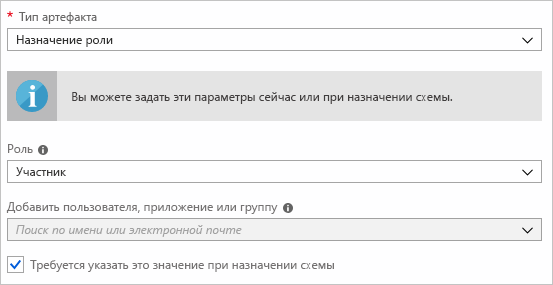 * Тип артефакта
Назначение роли
Вы можете задать эти параметры сейчас или при назначении схемы.
Роль
Участник
Добавить пользователя, приложение или группу
Поиск по имени или электронной почте
Требуется указать это значение при назначении схемы